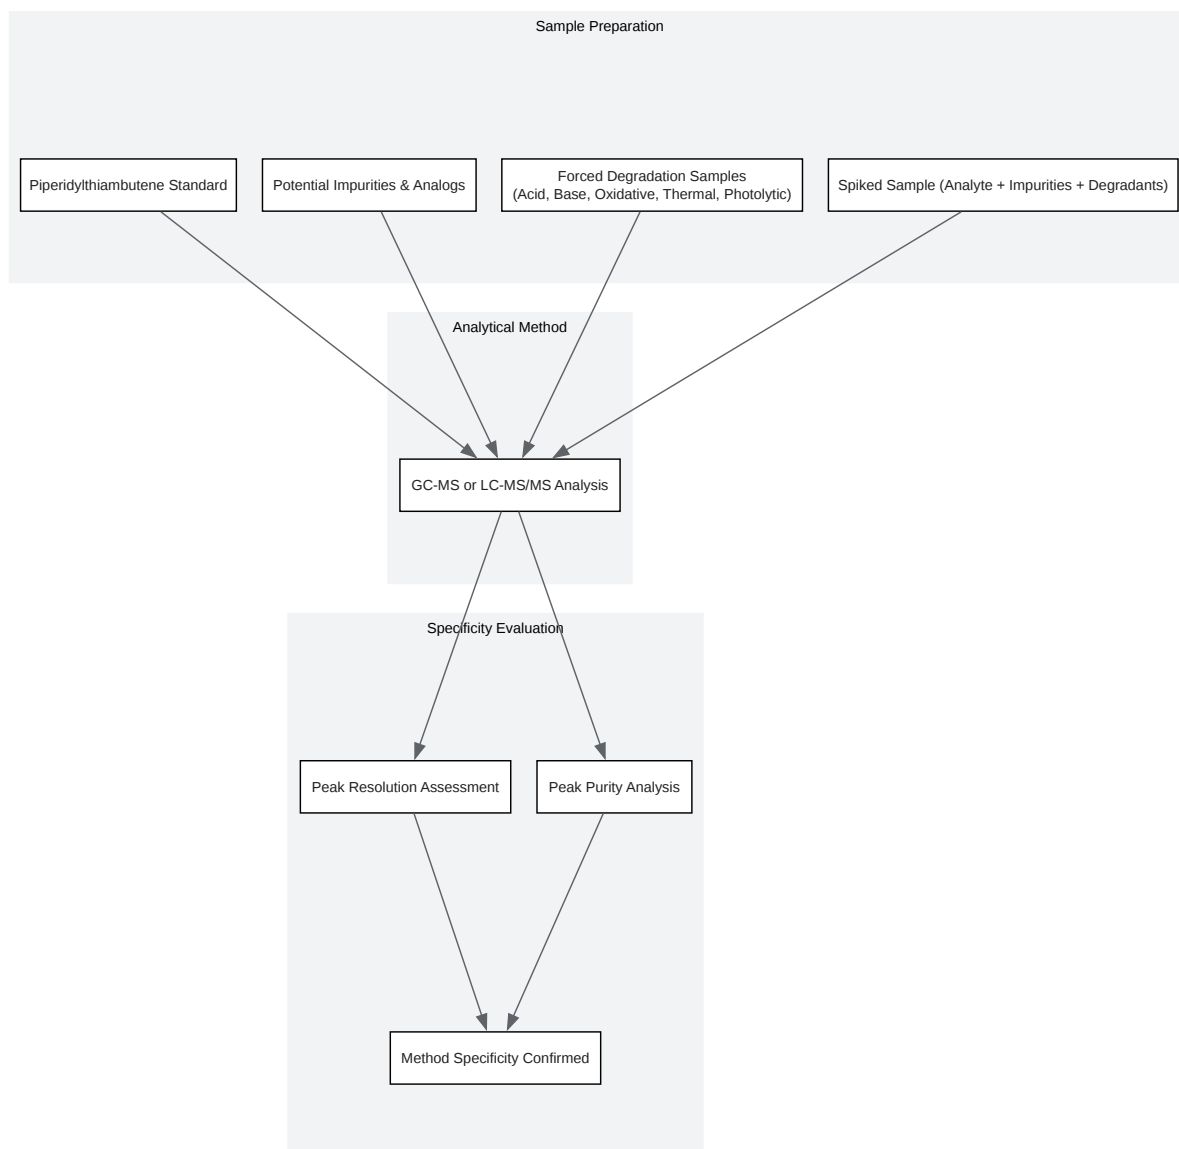 Sample Preparation
Piperidylthiambutene Standard
Potential Impurities & Analogs
Forced Degradation Samples
(Acid, Base, Oxidative, Thermal, Photolytic)
Spiked Sample (Analyte + Impurities + Degradants)
Analytical Method
GC-MS or LC-MS/MS Analysis
Specificity Evaluation
Peak Resolution Assessment
Peak Purity Analysis
Method Specificity Confirmed